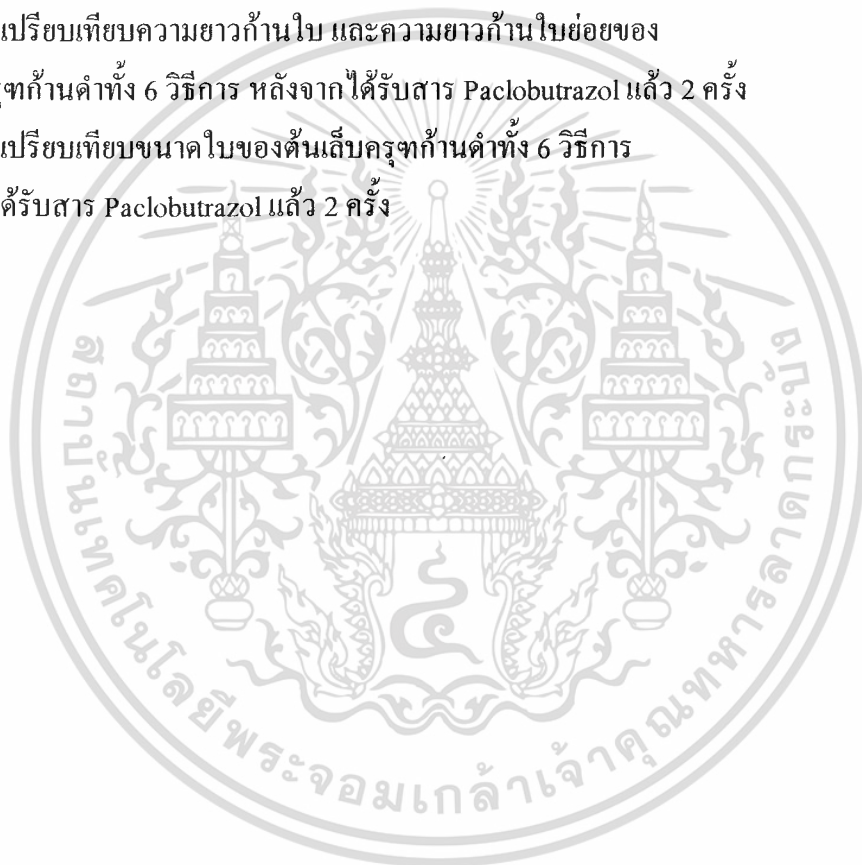 เปรียบเทียบความยาวก้านใบ และความยาวก้านใบย่อยของ
รุฑก้านดำทั้ง 6 วิธีการ หลังจากได้รับสาร Paclobutrazol แล้ว 2 ครั้ง
เปรียบเทียบขนาดใบของต้นเล็บครุฑก้านดำทั้ง 6 วิธีการ
ด้รับสาร Paclobutrazol แล้ว 2 ครั้ง
สถาบันเทคโนโลยีพระจอมเกล้าเจ้าคุณทหารลาดกระบัง